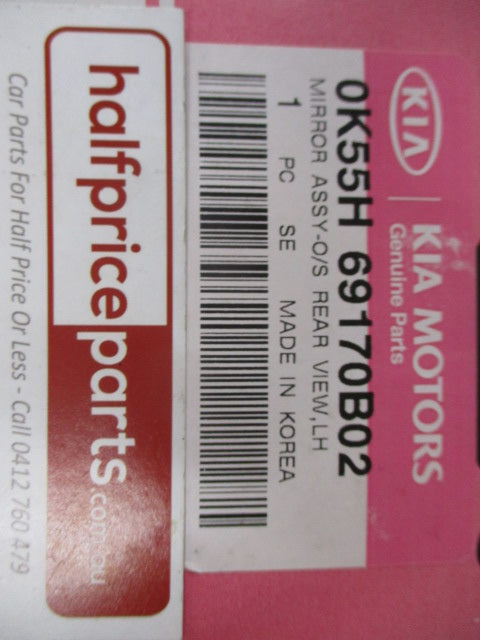 KIA | KIA MOTORS
Genuine Parts
0K55H 69170B02
MIRROR ASSY-O/S REAR VIEW,LH
1 PC SE MADE IN KOREA
halfpriceparts.com.au
Car Parts For Half Price Or Less - Call 0412 760 479